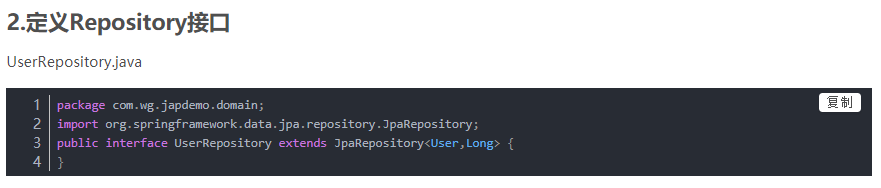 2.定义Repository接口
UserRepository.java
复制
1 package com.wg.japdemo.domain;
2 import org.springframework.data.jpa.repository.JpaRepository;
3 public interface UserRepository extends JpaRepository<User,Long> {
4 }